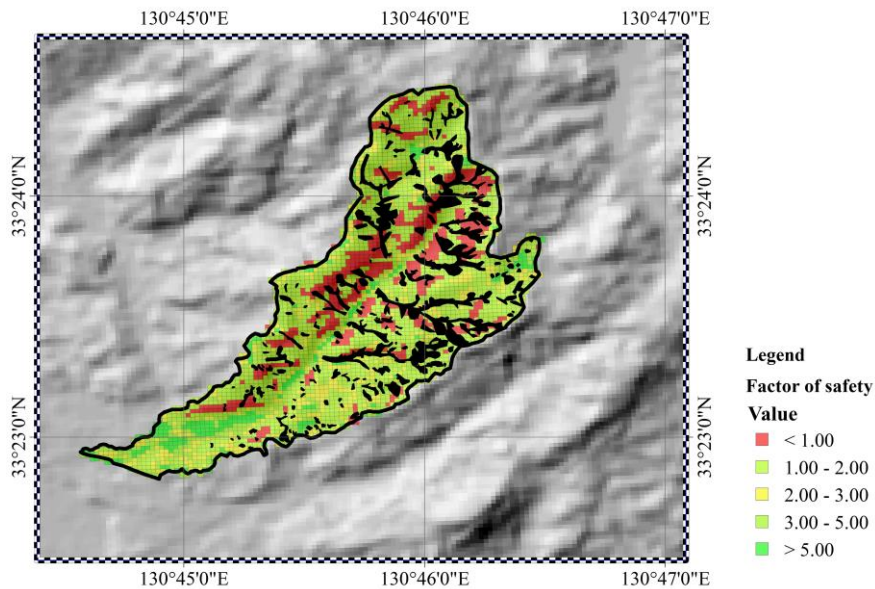 130°45'0"E 130°46'0"E 130°47'0"E
33°24'0"N 33°24'0"N
33°23'0"N 33°23'0"N
Legend
Factor of safety
Value
< 1.00
1.00 - 2.00
2.00 - 3.00
3.00 - 5.00
> 5.00
130°45'0"E 130°46'0"E 130°47'0"E